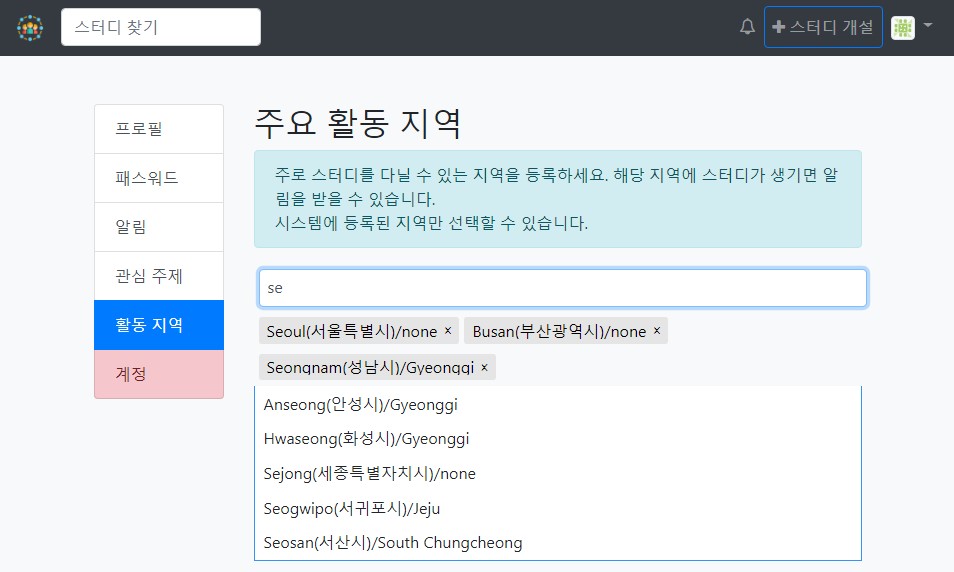 스터디 찾기
스터디 개설
프로필
패스워드
알림
관심 주제
활동 지역
계정
주요 활동 지역
주로 스터디를 다닐 수 있는 지역을 등록하세요. 해당 지역에 스터디가 생기면 알
림을 받을 수 있습니다.
시스템에 등록된 지역만 선택할 수 있습니다.
se
Seoul(서울특별시)/none × Busan(부산광역시)/none ×
Seongnam(성남시)/Gyeonggi ×
Anseong(안성시)/Gyeonggi
Hwaseong(화성시)/Gyeonggi
Sejong(세종특별자치시)/none
Seogwipo(서귀포시)/Jeju
Seosan(서산시)/South Chungcheong